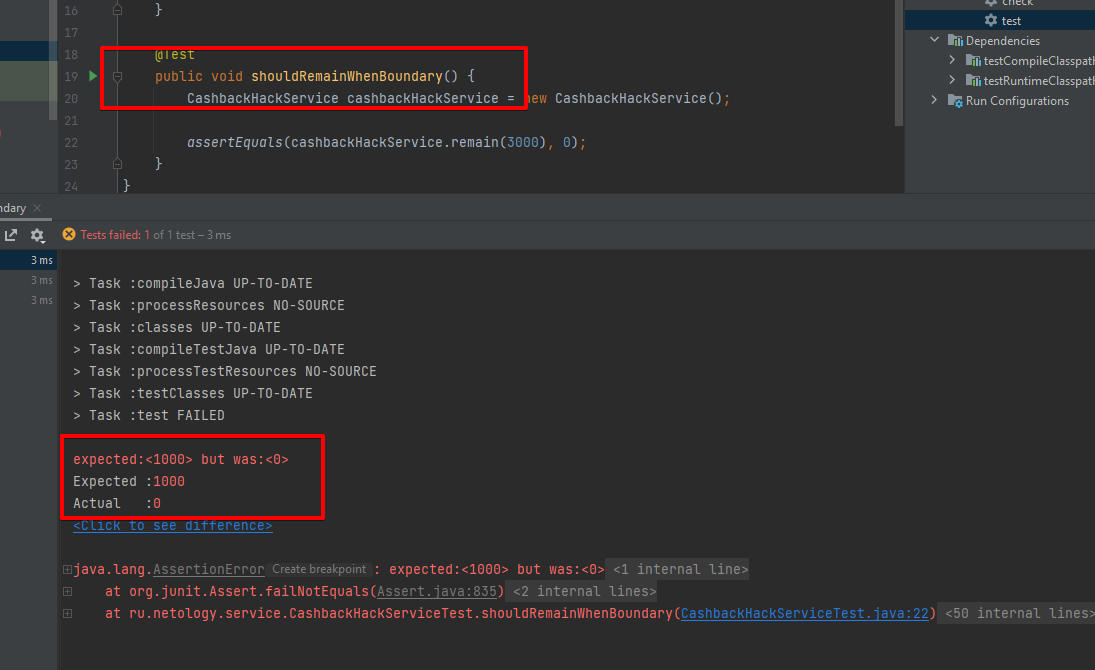 check
16 }
test
17
Dependencies
18 @Test
testCompileClasspath
19 public void shouldRemainWhenBoundary() {
testRuntimeClasspath
20 CashbackHackService cashbackHackService = new CashbackHackService();
Run Configurations
21
22 assertEquals(cashbackHackService.remain(3000), 0);
23 }
24 }
ndary
Tests failed: 1 of 1 test – 3 ms
3 ms
3 ms
3 ms
> Task :compileJava UP-TO-DATE
> Task :processResources NO-SOURCE
> Task :classes UP-TO-DATE
> Task :compileTestJava UP-TO-DATE
> Task :processTestResources NO-SOURCE
> Task :testClasses UP-TO-DATE
> Task :test FAILED
expected:<1000> but was:<0>
Expected :1000
Actual :0
<Click to see difference>
java.lang.AssertionError Create breakpoint : expected:<1000> but was:<0> <1 internal line>
at org.junit.Assert.failNotEquals(Assert.java:835) <2 internal lines>
at ru.netology.service.CashbackHackServiceTest.shouldRemainWhenBoundary(CashbackHackServiceTest.java:22) <50 internal lines>